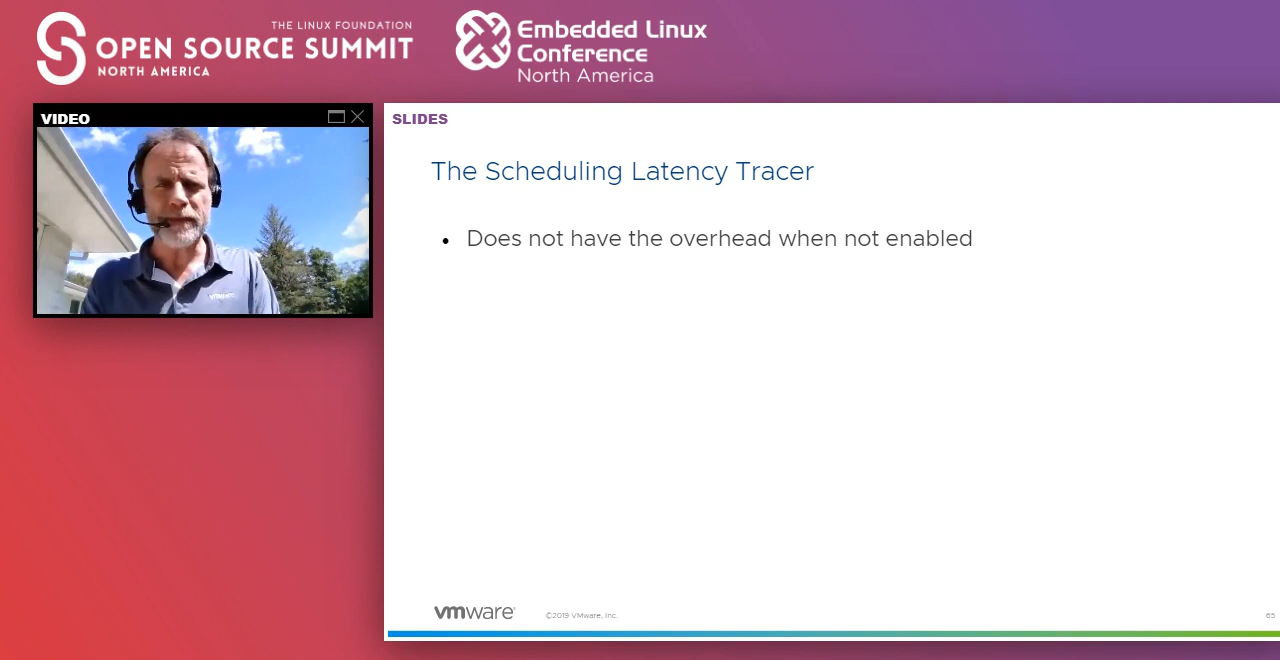 THE LINUX FOUNDATION
OPEN SOURCE SUMMIT
NORTH AMERICA
Embedded Linux
Conference
North America
VIDEO
SLIDES
The Scheduling Latency Tracer
• Does not have the overhead when not enabled
vmware®
©2019 VMware, Inc.
65